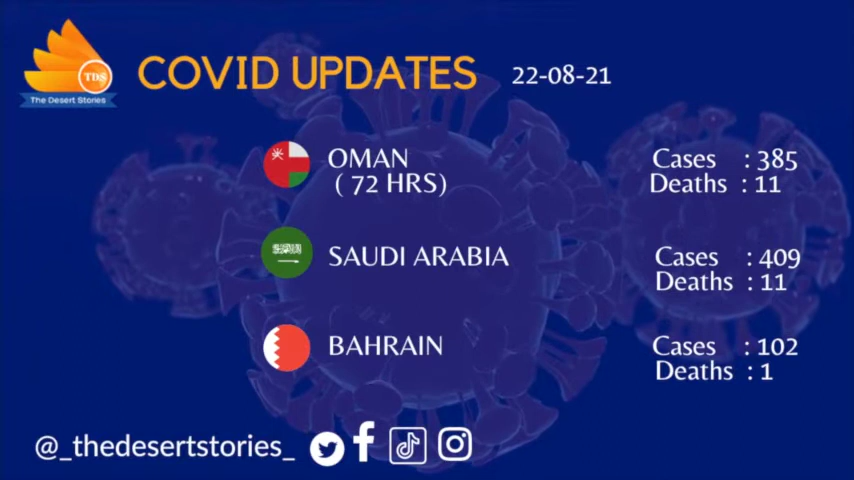 TDS
The Desert Stories
COVID UPDATES 22-08-21
OMAN
( 72 HRS)
Cases : 385
Deaths : 11
SAUDI ARABIA
Cases : 409
Deaths : 11
BAHRAIN
Cases : 102
Deaths : 1
@_thedesertstories_